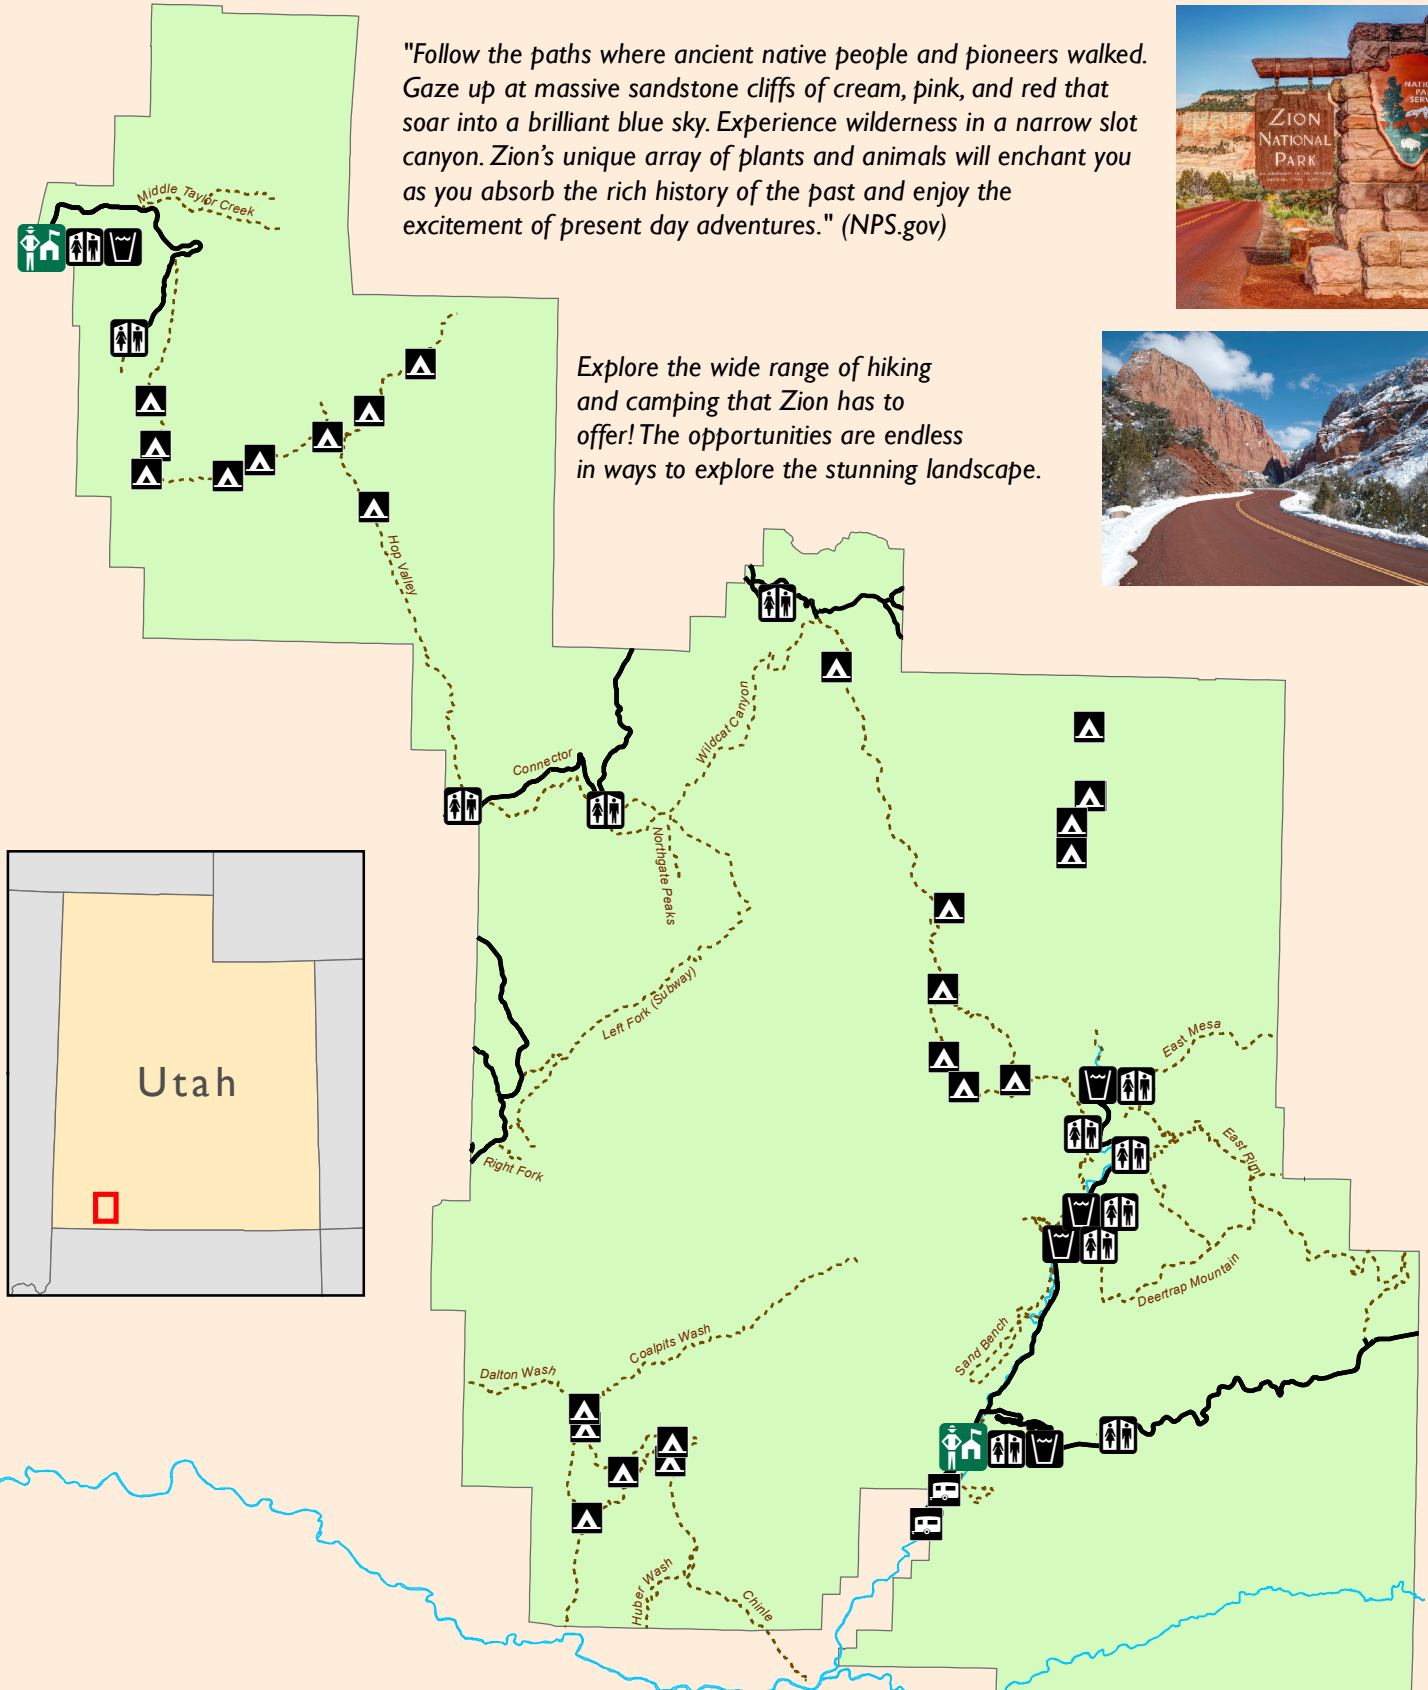 "Follow the paths where ancient native people and pioneers walked.
Gaze up at massive sandstone cliffs of cream, pink, and red that
soar into a brilliant blue sky. Experience wilderness in a narrow slot
canyon. Zion's unique array of plants and animals will enchant you
as you absorb the rich history of the past and enjoy the
excitement of present day adventures." (NPS.gov)
ZION
NATIONAL
PARK
Middle Taylor Creek
Explore the wide range of hiking
and camping that Zion has to
offer! The opportunities are endless
in ways to explore the stunning landscape.
Hop Valley
Wildcat Canyon
Connector
Northgate Peaks
Left Fork (Subway)
Right Fork
Utah
East Mesa
East Rim
Deertrap Mountain
Sand Bench
Coalpits Wash
Dalton Wash
Huber Wash
Chinle